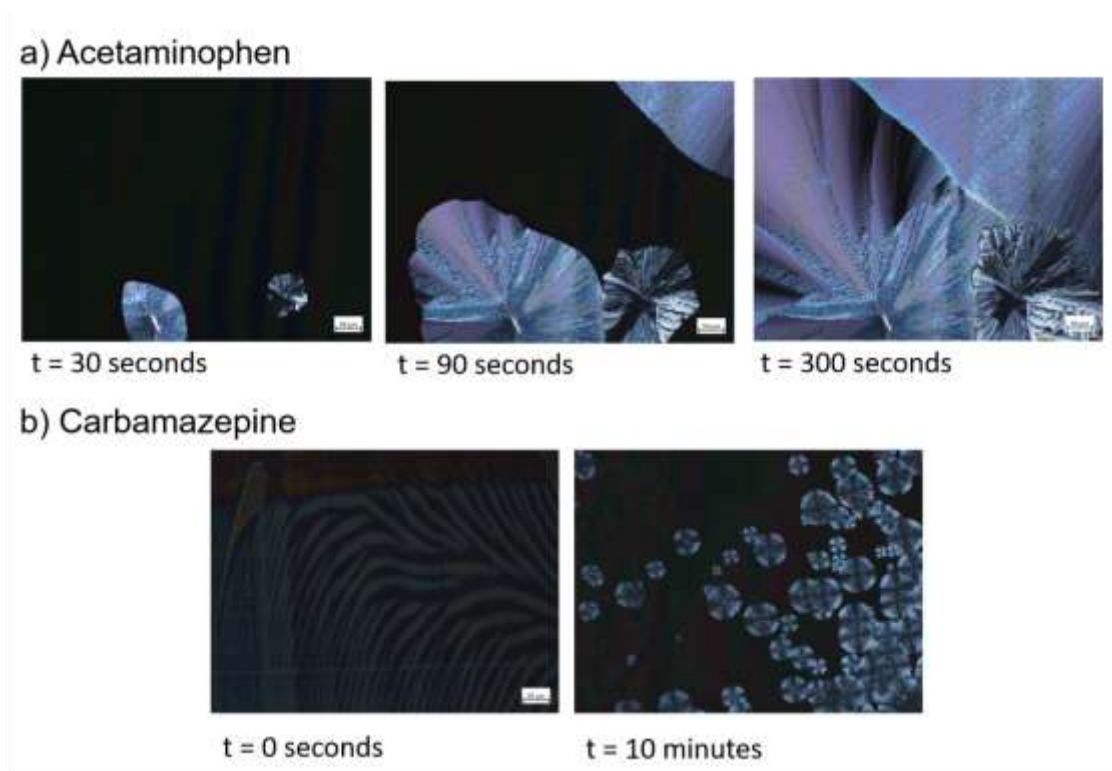 a) Acetaminophen
t = 30 seconds
t = 90 seconds
t = 300 seconds
b) Carbamazepine
t = 0 seconds
t = 10 minutes